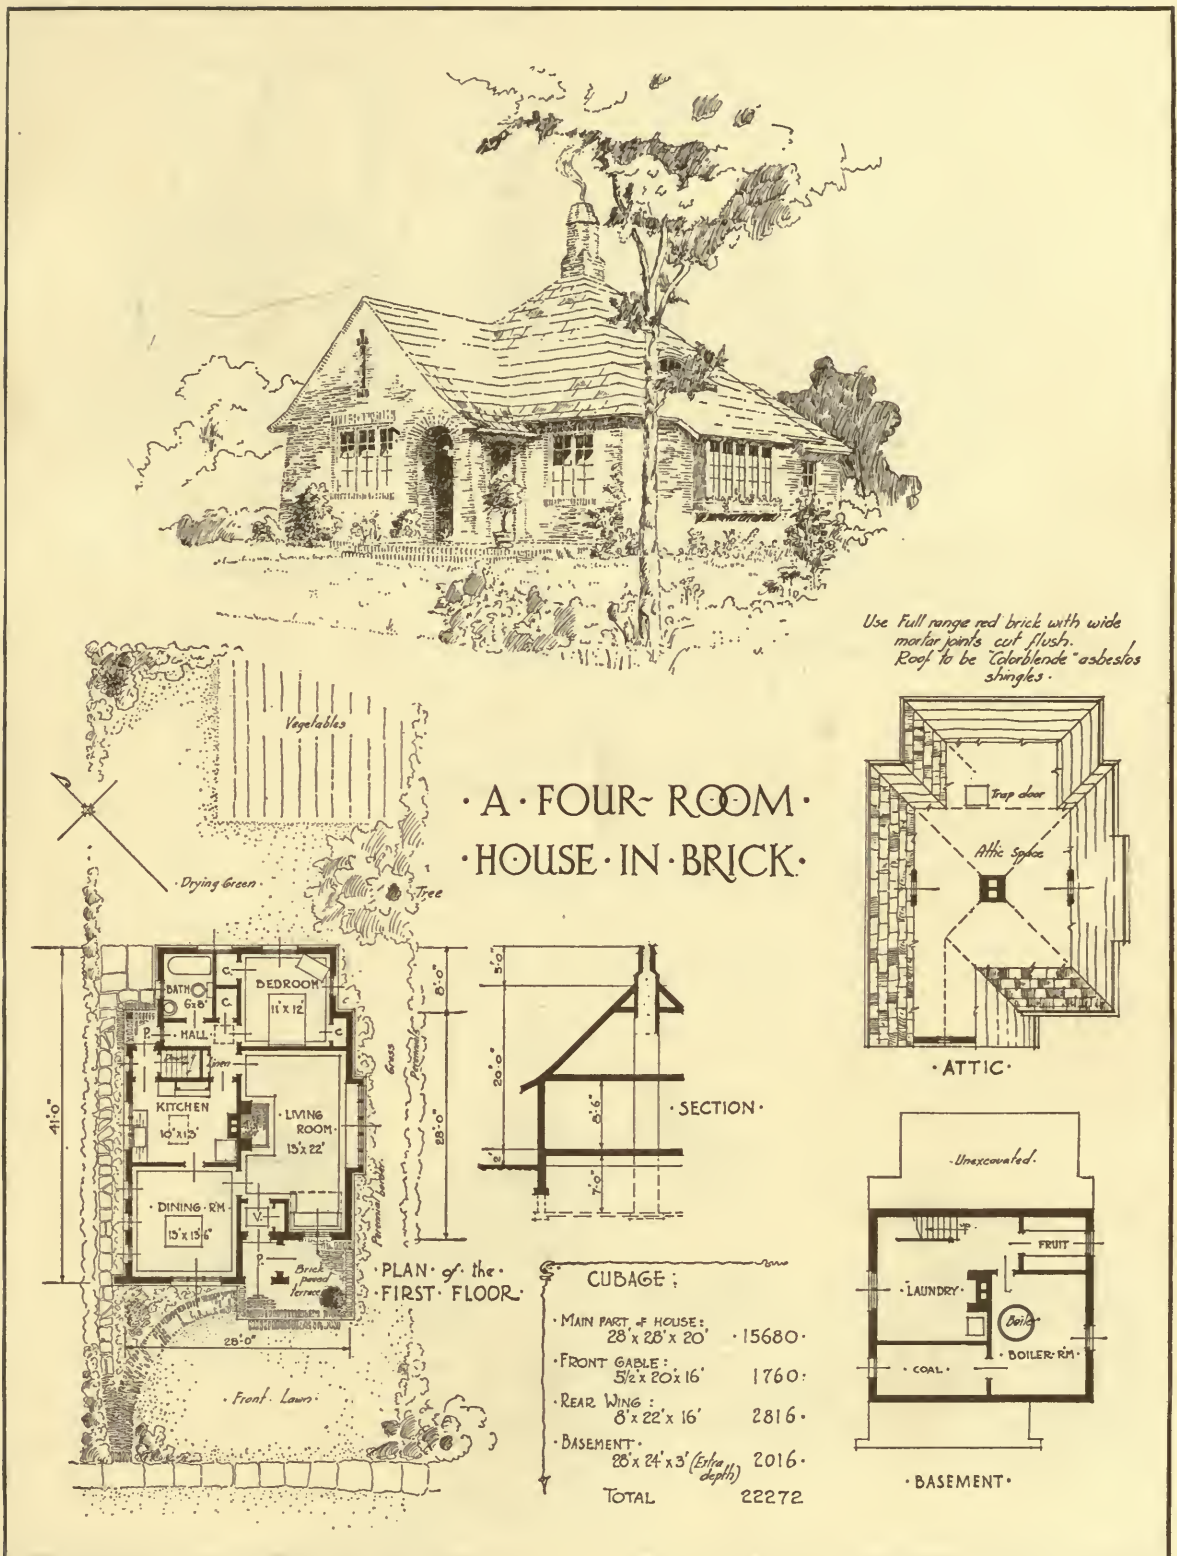 Use Full range red brick with wide
mortar joints cut flush.
Roof to be "Colorblende" asbestos
shingles.
·A·FOUR-ROOM·
·HOUSE·IN·BRICK·
Vegetables
·Drying Green·
Tree
BATH
6'x8'
C.
C.
BEDROOM
11' x 12'
C
P.
·HALL·
Linen
KITCHEN
10' x 13'
·LIVING
ROOM·
13' x 22'
·DINING·R'M
13' x 13'-6"
V.
P.
Brick
paved
terrace
Grass
Perennials
Perennial border
41'-0"
28'-0"
8'-0"
28'-0"
·Front·Lawn·
·PLAN·of·the·
·FIRST·FLOOR·
5'-0"
20'-0"
2'
8'-6"
7'-0"
·SECTION·
Trap door
Attic Space
·ATTIC·
·Unexcavated·
up
FRUIT
·LAUNDRY·
Boiler
·BOILER·R'M·
·COAL·
·BASEMENT·
CUBAGE:
·MAIN PART of HOUSE:
28' x 28' x 20' ·15680·
·FRONT GABLE:
5½' x 20' x 16' 1760·
·REAR WING:
8' x 22' x 16' 2816·
·BASEMENT·
28' x 24' x 3' (Extra depth) 2016·
TOTAL 22272